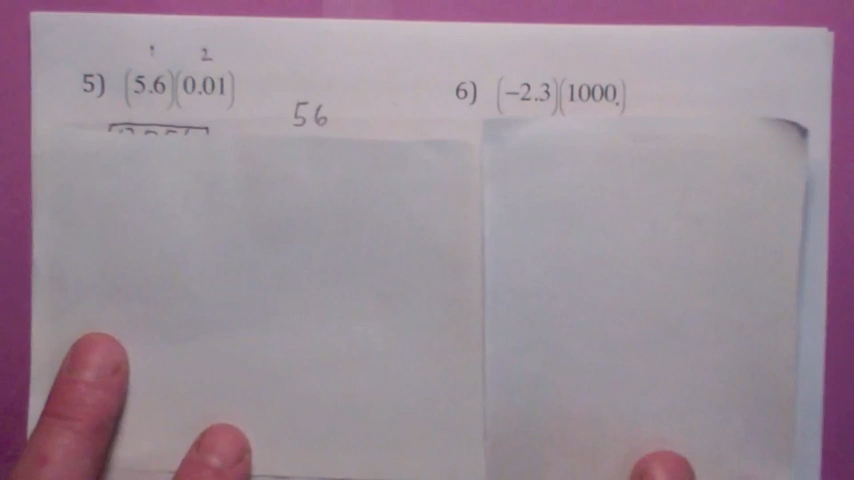 1 2
5) (5.6)(0.01)
56
6) (−2.3)(1000.)